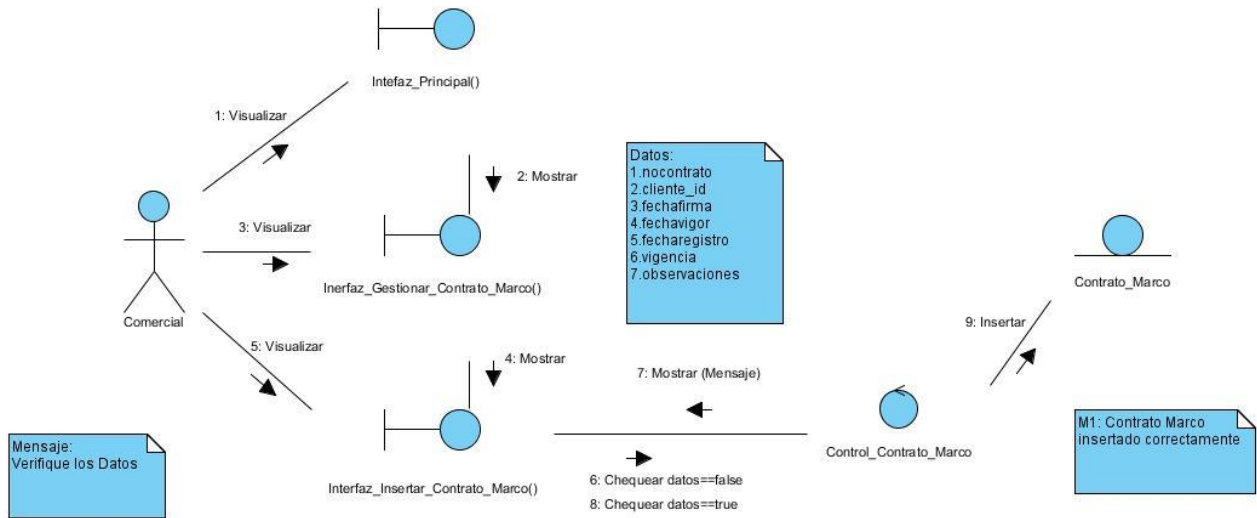 Intefaz_Principal()
1: Visualizar
2: Mostrar
3: Visualizar
Inerfaz_Gestionar_Contrato_Marco()
Comercial
Datos:
1.nocontrato
2.cliente_id
3.fechafirma
4.fechavigor
5.fecharegistro
6.vigencia
7.observaciones
Contrato_Marco
9: Insertar
5: Visualizar
4: Mostrar
7: Mostrar (Mensaje)
Control_Contrato_Marco
M1: Contrato Marco
insertado correctamente
Mensaje:
Verifique los Datos
Interfaz_Insertar_Contrato_Marco()
6: Chequear datos==false
8: Chequear datos==true